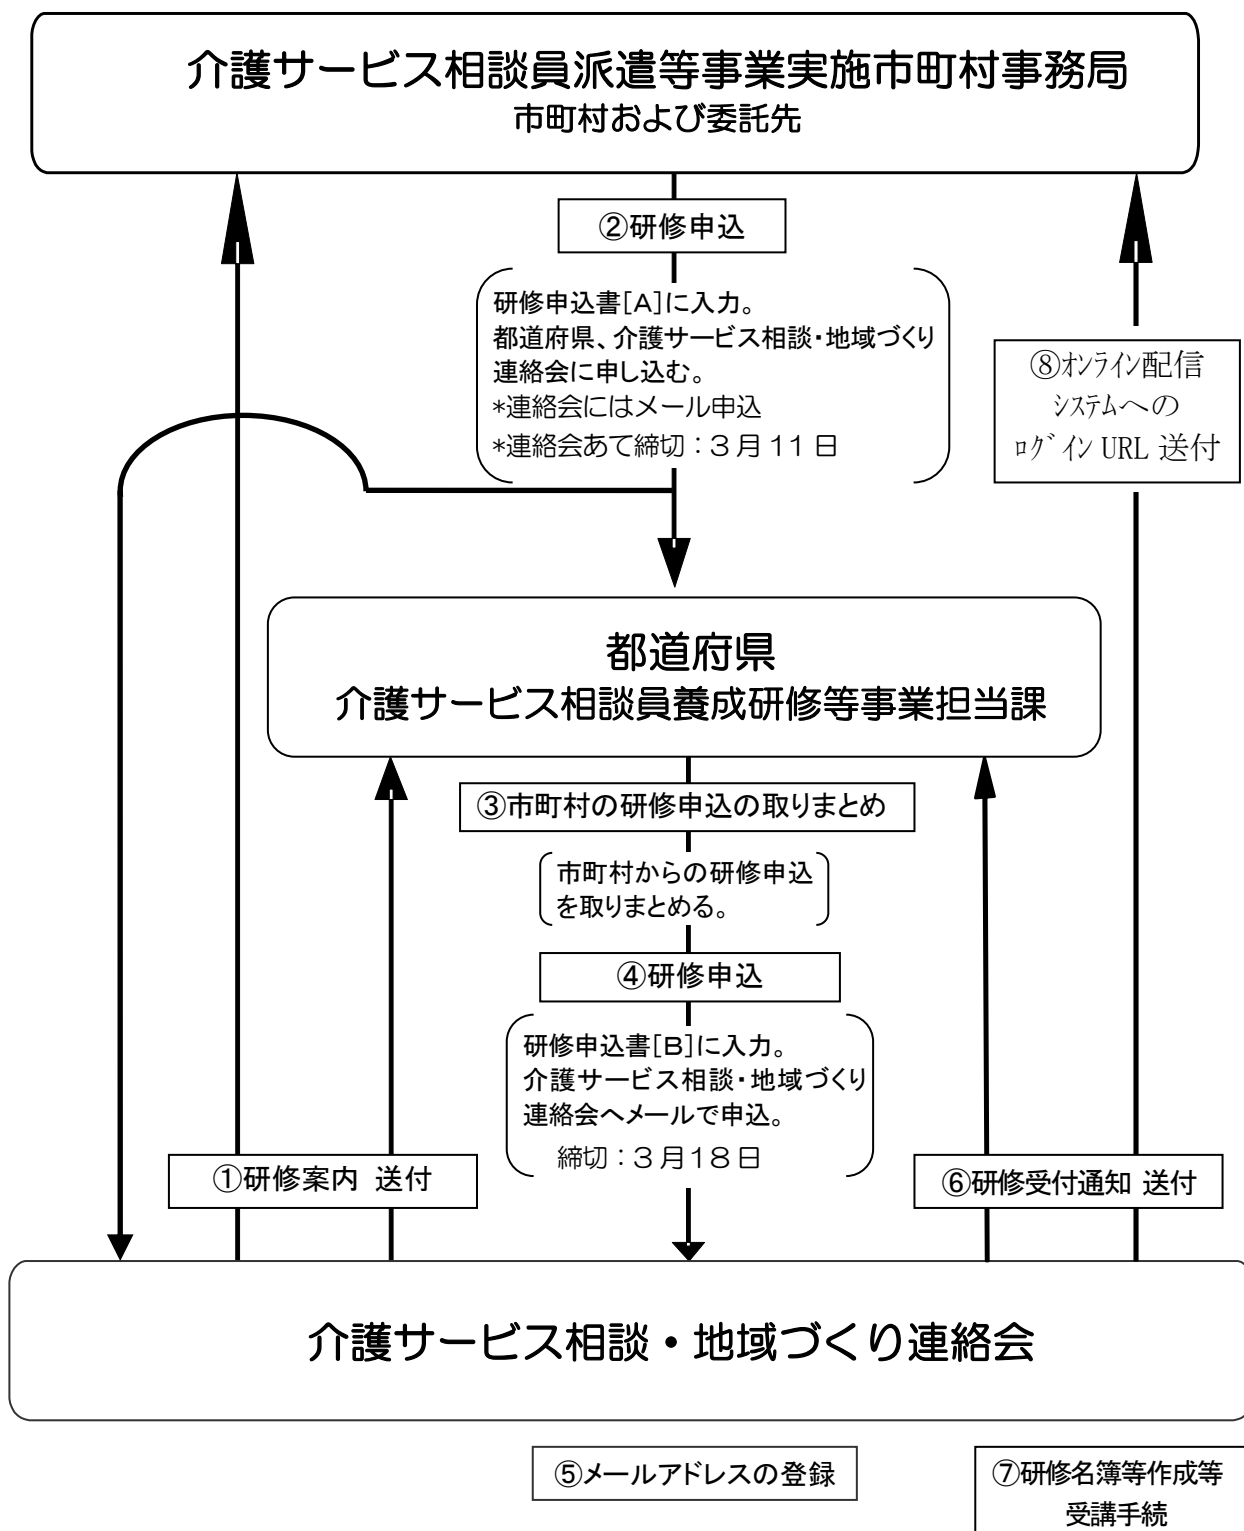 介護サービス相談員派遣等事業実施市町村事務局
市町村および委託先
②研修申込
研修申込書[A]に入力。
都道府県、介護サービス相談・地域づくり
連絡会に申し込む。
*連絡会にはメール申込
*連絡会あて締切：３月 11 日
⑧ｵﾝﾗｲﾝ配信
ｼｽﾃﾑへの
ﾛｸﾞｲﾝ URL 送付
都道府県
介護サービス相談員養成研修等事業担当課
③市町村の研修申込の取りまとめ
市町村からの研修申込
を取りまとめる。
④研修申込
研修申込書[B]に入力。
介護サービス相談・地域づくり
連絡会へメールで申込。
締切：３月１８日
①研修案内 送付
⑥研修受付通知 送付
介護サービス相談・地域づくり連絡会
⑤メールアドレスの登録
⑦研修名簿等作成等
受講手続